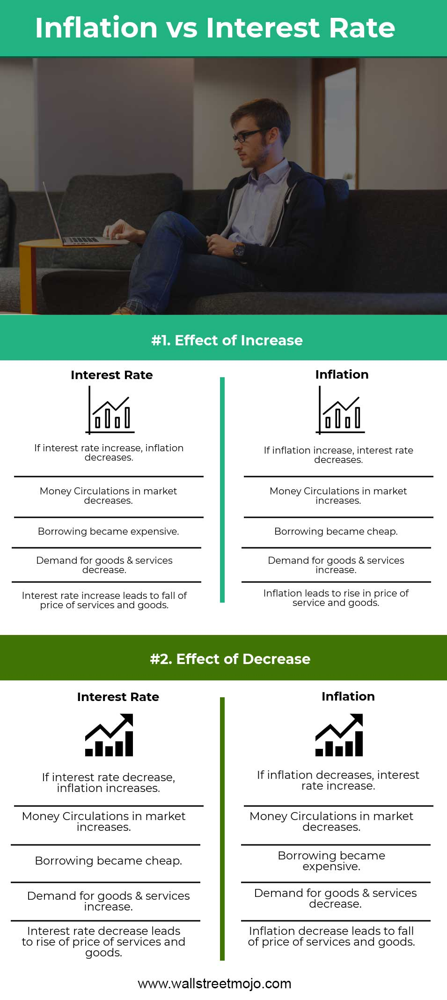 Inflation vs Interest Rate
#1. Effect of Increase
Interest Rate
If interest rate increase, inflation
decreases.
Money Circulations in market
decreases.
Borrowing became expensive.
Demand for goods & services
decrease.
Interest rate increase leads to fall of
price of services and goods.
Inflation
If inflation increase, interest rate
decreases.
Money Circulations in market
increases.
Borrowing became cheap.
Demand for goods & services
increase.
Inflation leads to rise in price of
service and goods.
#2. Effect of Decrease
Interest Rate
If interest rate decrease,
inflation increases.
Money Circulations in market
increases.
Borrowing became cheap.
Demand for goods & services
increase.
Interest rate decrease leads
to rise of price of services and
goods.
Inflation
If inflation decreases, interest
rate increase.
Money Circulations in market
decreases.
Borrowing became
expensive.
Demand for goods & services
decrease.
Inflation decrease leads to fall
of price of services and goods.
www.wallstreetmojo.com